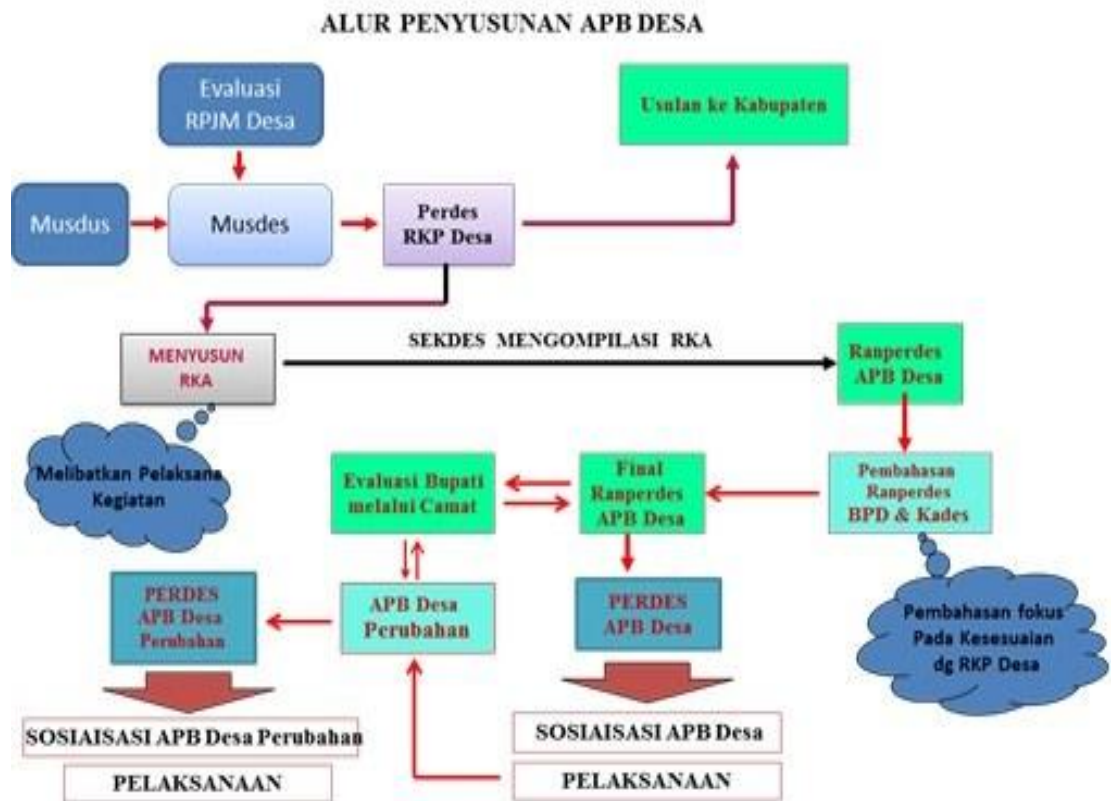 ALUR PENYUSUNAN APB DESA
Evaluasi
RPJM Desa
Usulan ke Kabupaten
Musdus
Musdes
Perdes
RKP Desa
MENYUSUN
RKA
SEKDES MENGOMPILASI RKA
Ranperdes
APB Desa
Melibatkan Pelaksana
Kegiatan
Evaluasi Bupati
melalui Camat
Final
Ranperdes
APB Desa
Pembahasan
Ranperdes
BPD & Kades
PERDES
APB Desa
Perubahan
APB Desa
Perubahan
PERDES
APB Desa
Pembahasan fokus
Pada Kesesuaian
dg RKP Desa
SOSIAISASI APB Desa Perubahan
PELAKSANAAN
SOSIAISASI APB Desa
PELAKSANAAN